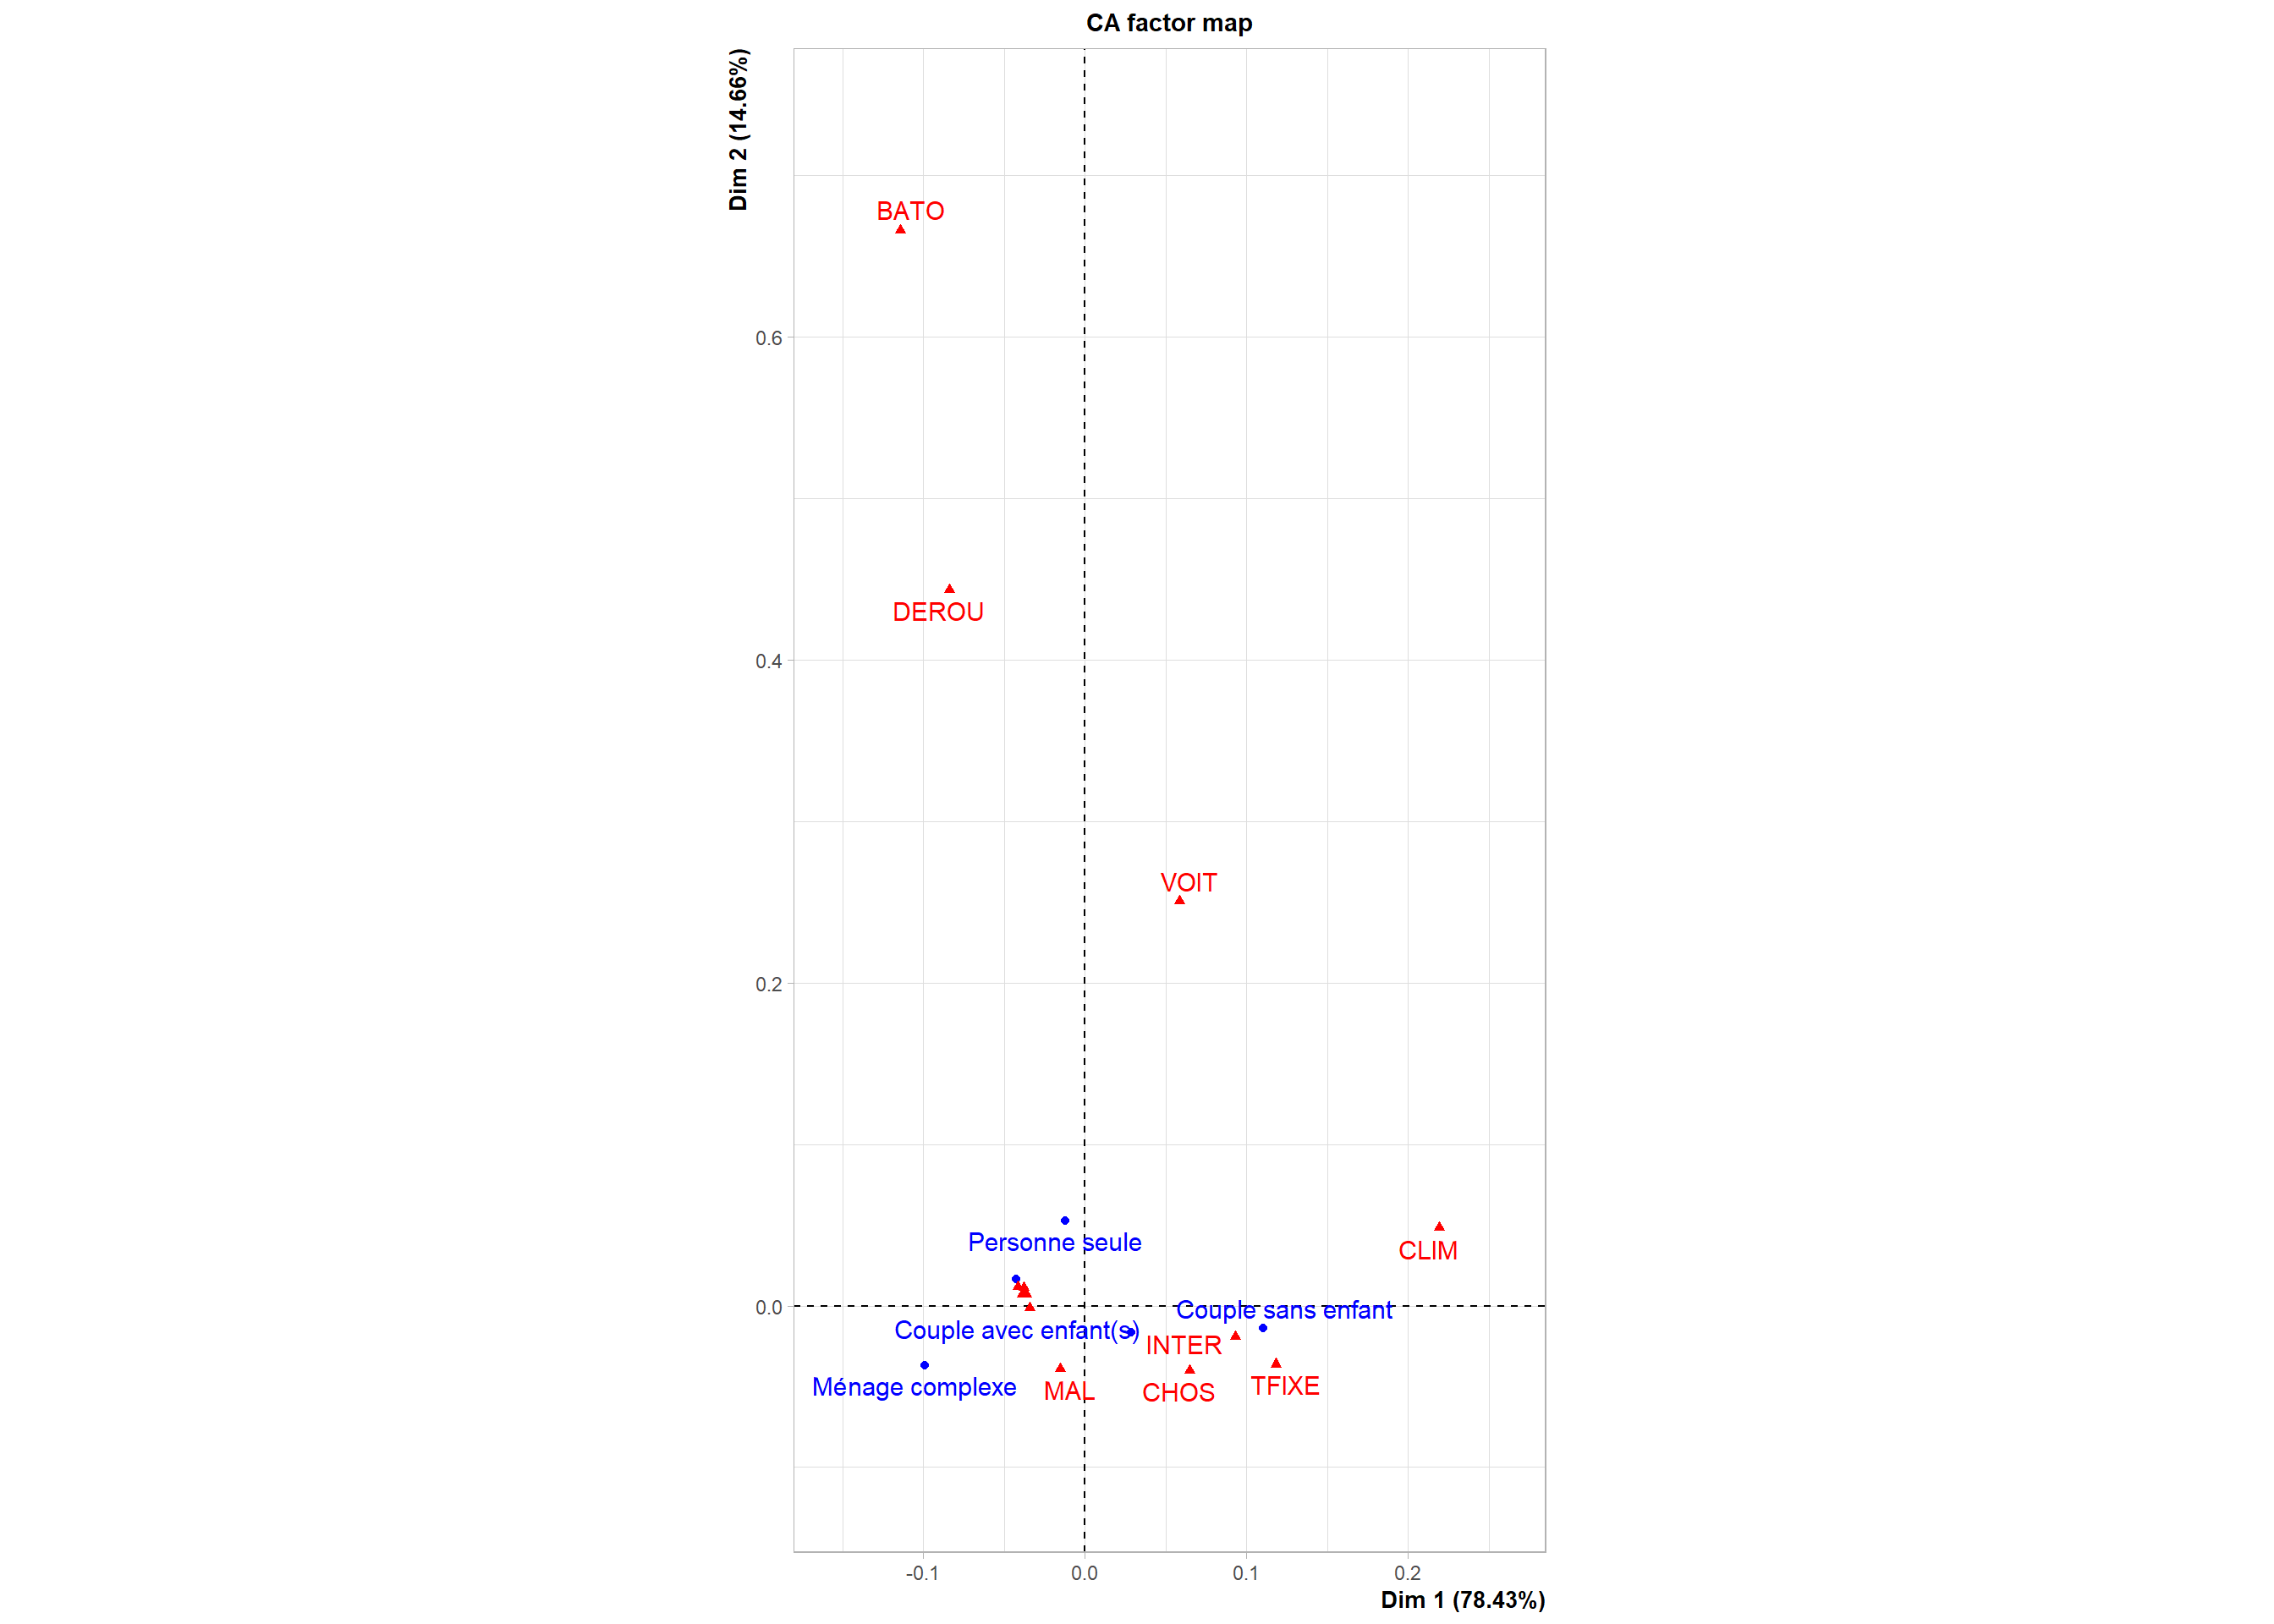 CA factor map
Dim 2 (14.66%)
BATO
0.6
DEROU
0.4
VOIT
0.2
Personne seule
CLIM
0.0
Couple sans enfant
Couple avec enfant(s)
INTER
Ménage complexe
MAL
CHOS
TFIXE
-0.1
0.0
0.1
0.2
Dim 1 (78.43%)